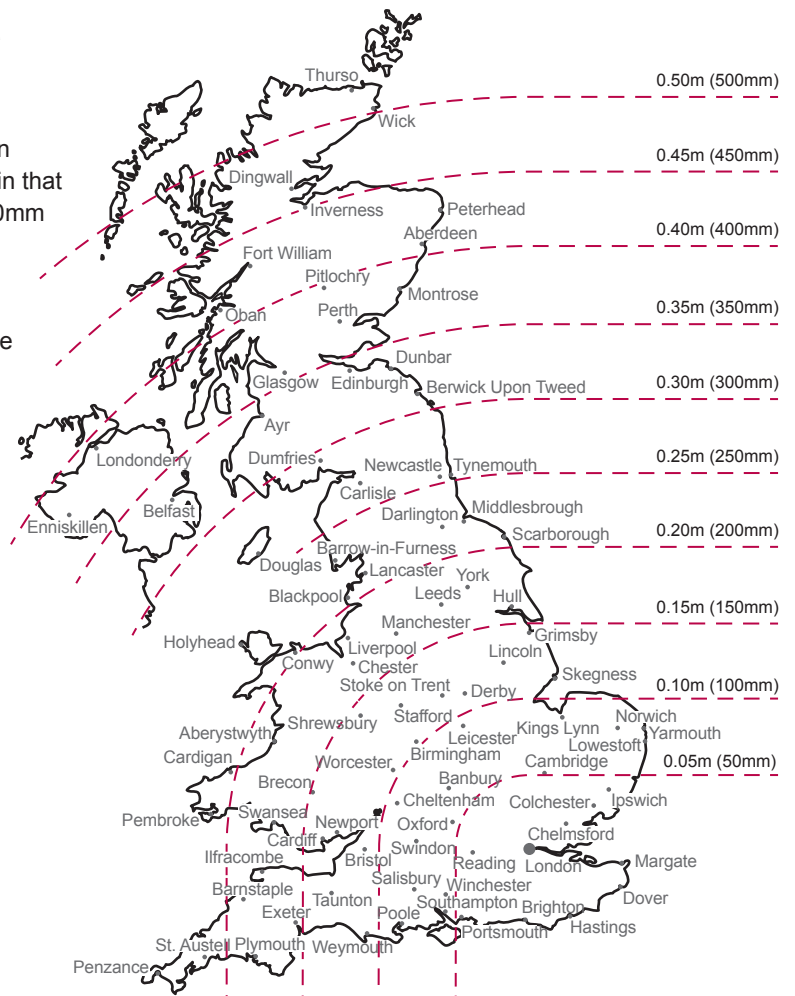 Thurso
0.50m (500mm)
Wick
n
in that
0mm
0.45m (450mm)
Dingwall
Inverness
Peterhead
Aberdeen
0.40m (400mm)
Fort William
Pitlochry
Montrose
Oban
Perth
0.35m (350mm)
e
Dunbar
Glasgow
Edinburgh
Berwick Upon Tweed
0.30m (300mm)
Ayr
Londonderry
Dumfries
Newcastle
Tynemouth
0.25m (250mm)
Carlisle
Belfast
Enniskillen
Middlesbrough
Darlington
Scarborough
0.20m (200mm)
Barrow-in-Furness
Douglas
Lancaster
York
Blackpool
Leeds
Hull
0.15m (150mm)
Manchester
Grimsby
Holyhead
Liverpool
Conwy
Lincoln
Chester
Skegness
Stoke on Trent
Derby
0.10m (100mm)
Shrewsbury
Stafford
Kings Lynn
Norwich
Aberystwyth
Leicester
Yarmouth
Birmingham
Lowestoft
Cardigan
Worcester
Cambridge
0.05m (50mm)
Brecon
Banbury
Cheltenham
Colchester
Ipswich
Pembroke
Swansea
Newport
Oxford
Chelmsford
Cardiff
Swindon
Ilfracombe
Bristol
Reading
London
Margate
Salisbury
Barnstaple
Taunton
Winchester
Dover
Southampton
Exeter
Poole
Brighton
Portsmouth
Hastings
St. Austell
Plymouth
Weymouth
Penzance